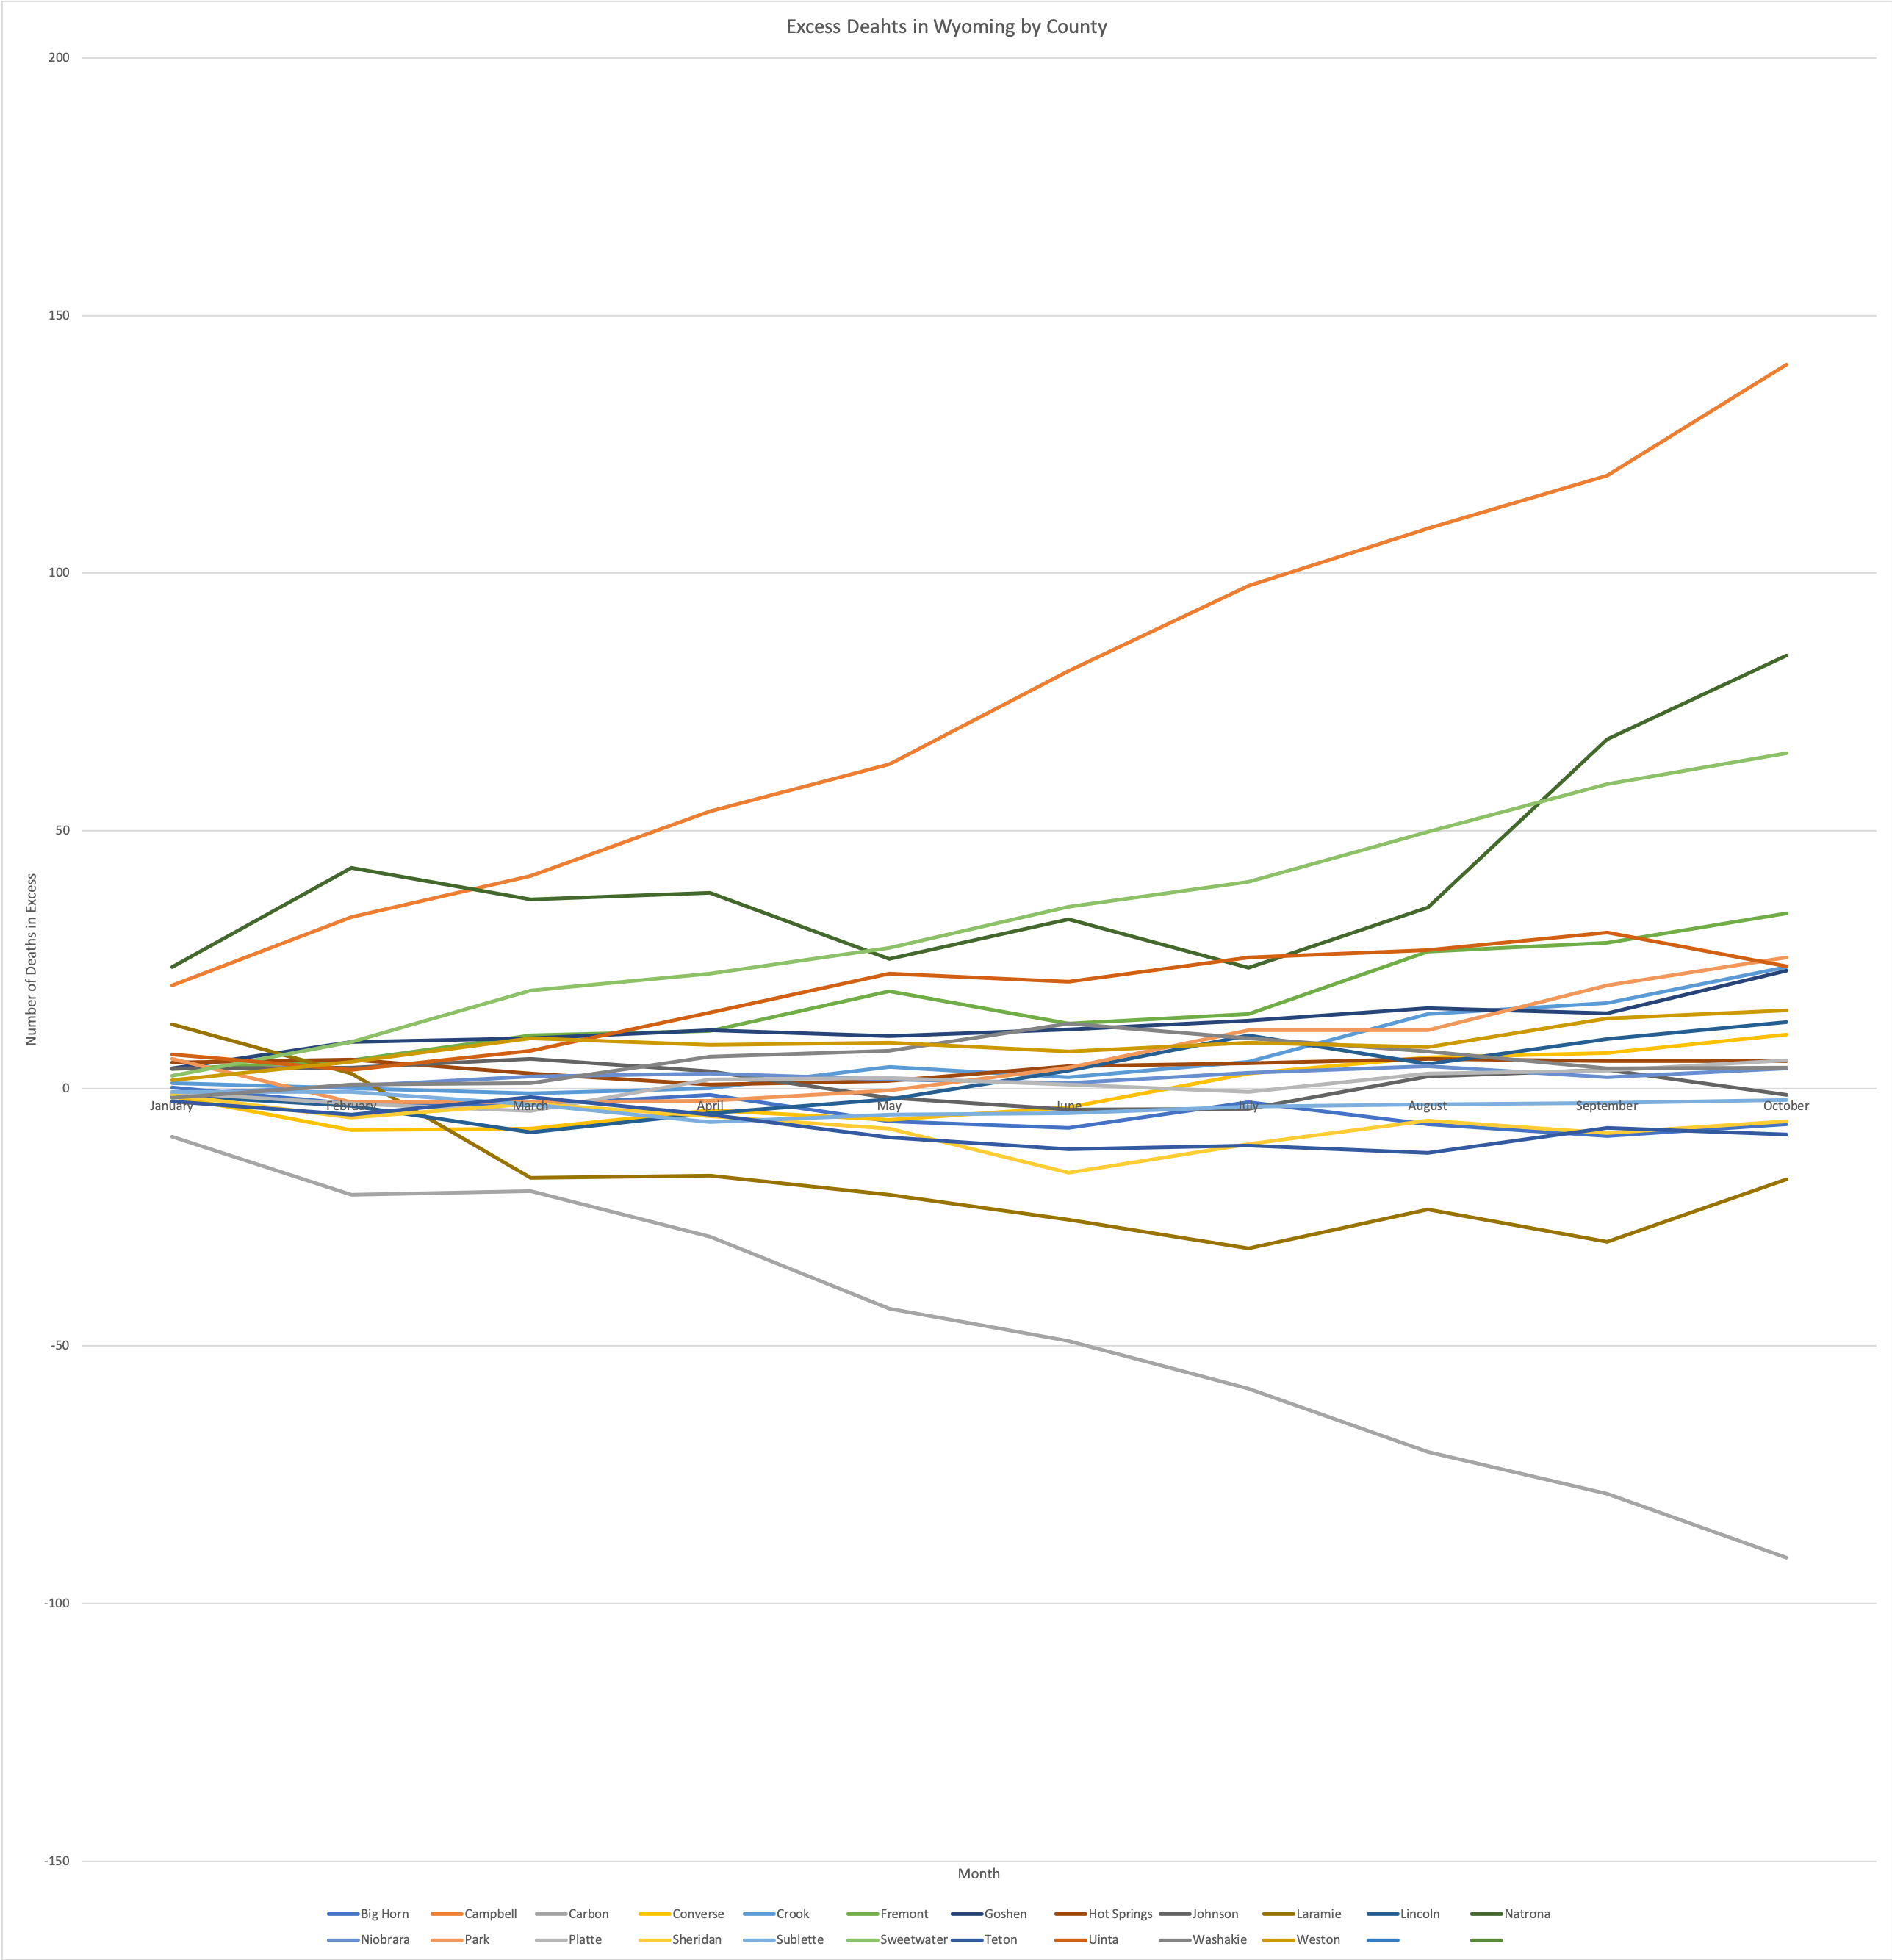 Excess Deahts in Wyoming by County
200
150
100
50
0
-50
-100
-150
Number of Deaths in Excess
January February March April May June July August September October
Month
Big Horn Campbell Carbon Converse Crook Fremont Goshen Hot Springs Johnson Laramie Lincoln Natrona
Niobrara Park Platte Sheridan Sublette Sweetwater Teton Uinta Washakie Weston